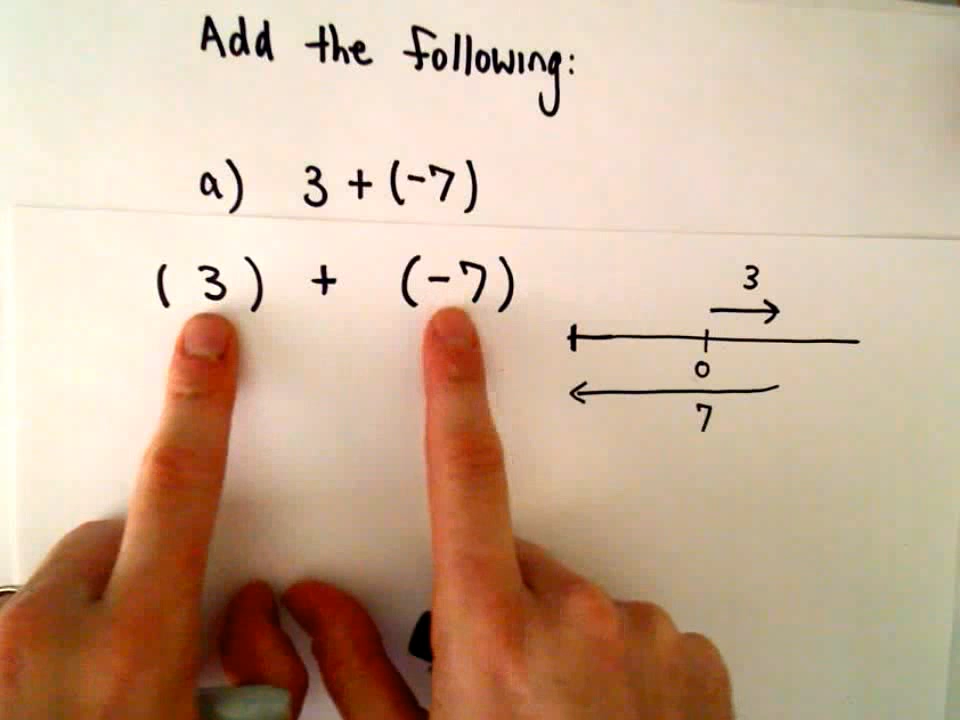 Add the following:
a) 3 + (-7)
(3) + (-7)
3
0
7